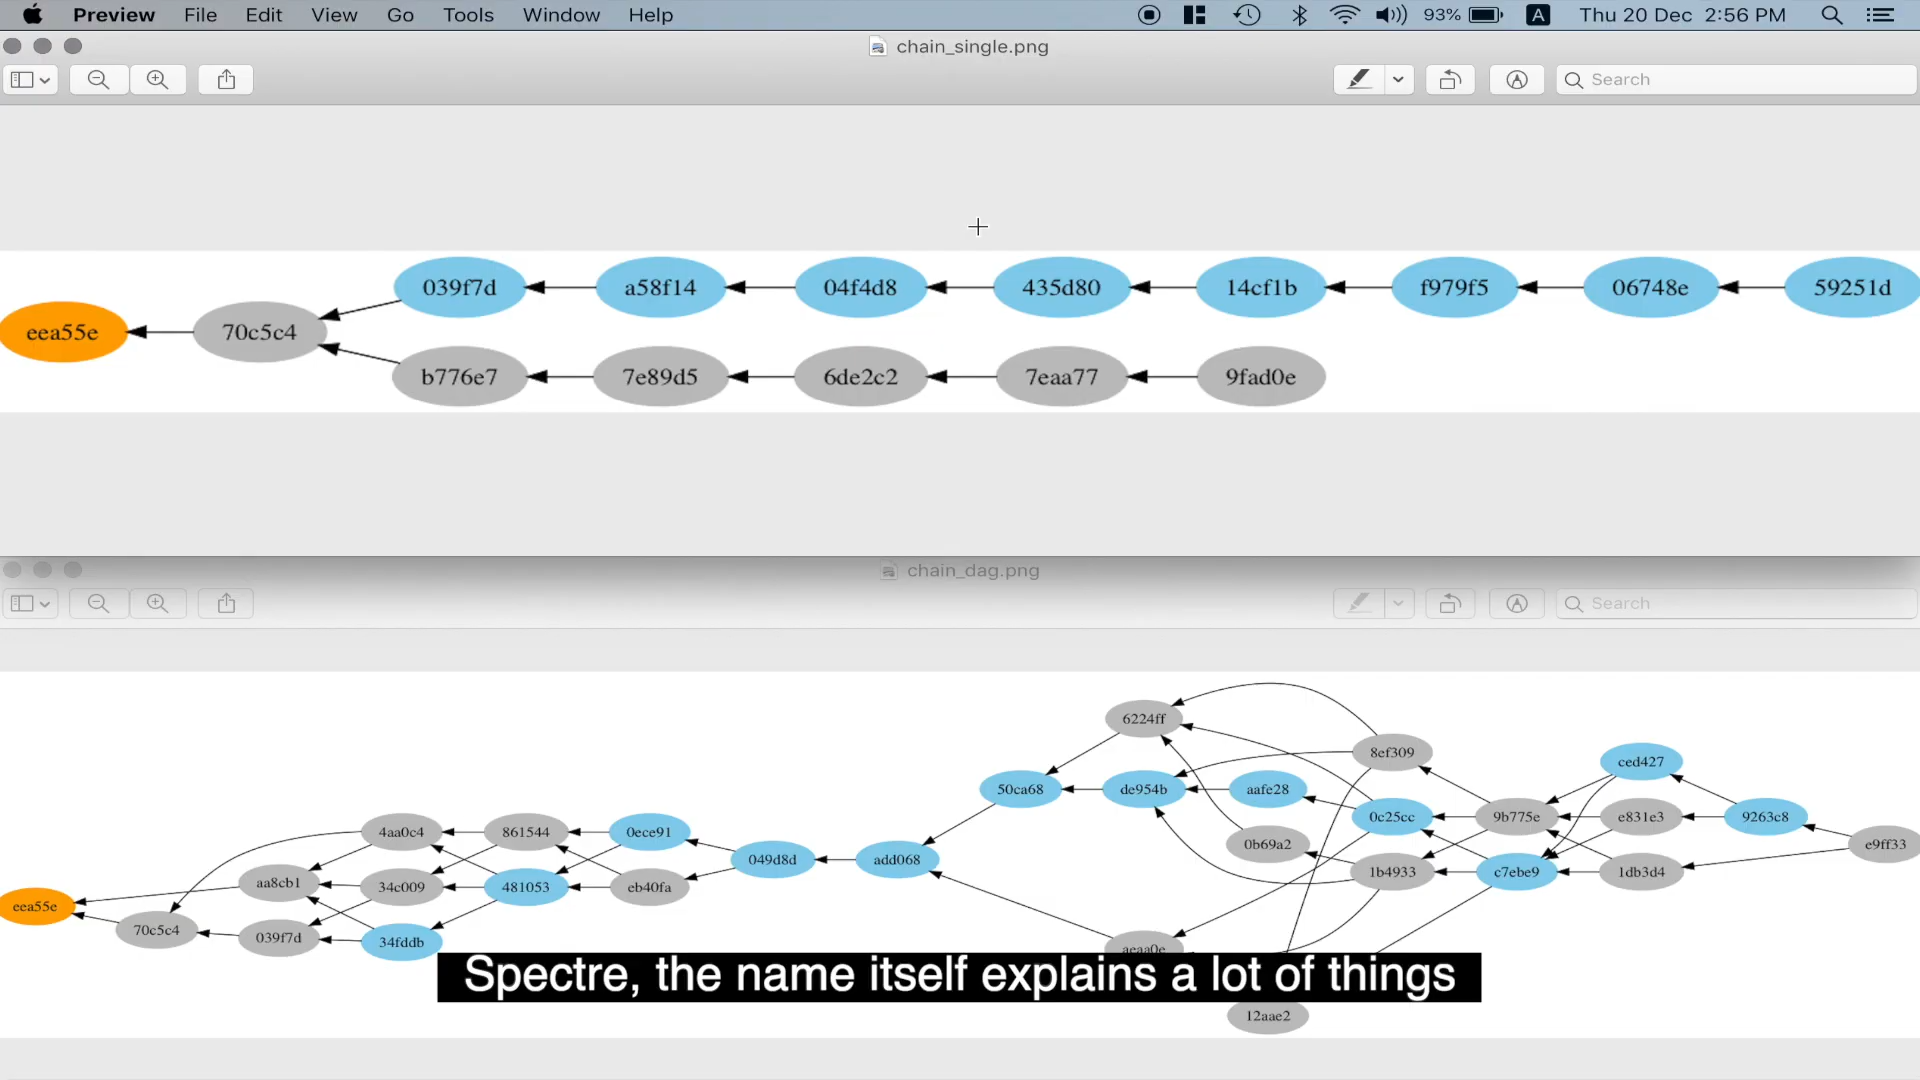 Preview File Edit View Go Tools Window Help 93% A Thu 20 Dec 2:56 PM
chain_single.png
Search
039f7d a58f14 04f4d8 435d80 14cf1b f979f5 06748e 59251d
eea55e 70c5c4
b776e7 7e89d5 6de2c2 7eaa77 9fad0e
chain_dag.png
Search
6224ff
8ef309
ced427
50ca68 de954b aafe28
0c25cc 9b775e e831e3 9263c8
4aa0c4 861544 0ece91
0b69a2 e9ff33
049d8d add068
1b4933 c7ebe9 1db3d4
aa8cb1 34c009 481053 eb40fa
eea55e
70c5c4 039f7d 34fddb
aeaa0e
Spectre, the name itself explains a lot of things
12aae2